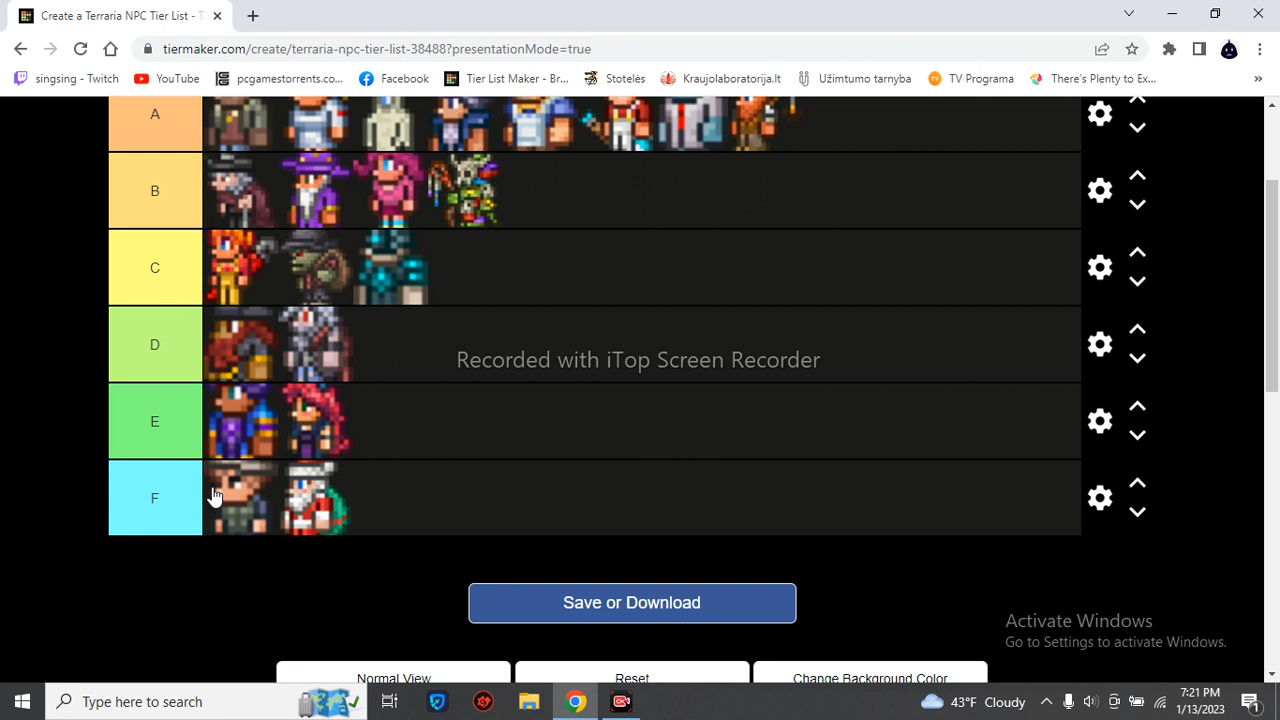 Create a Terraria NPC Tier List - T
tiermaker.com/create/terraria-npc-tier-list-38488?presentationMode=true
singsing - Twitch YouTube pcgamestorrents.co... Facebook Tier List Maker - Br... Stotelės Kraujolaboratorija.lt Užimtumo tarnyba TV Programa There's Plenty to Ex... »
A
B
C
D
Recorded with iTop Screen Recorder
E
F
Save or Download
Activate Windows
Go to Settings to activate Windows.
Normal View Reset Change Background Color
Type here to search 43°F Cloudy 7:21 PM
1/13/2023